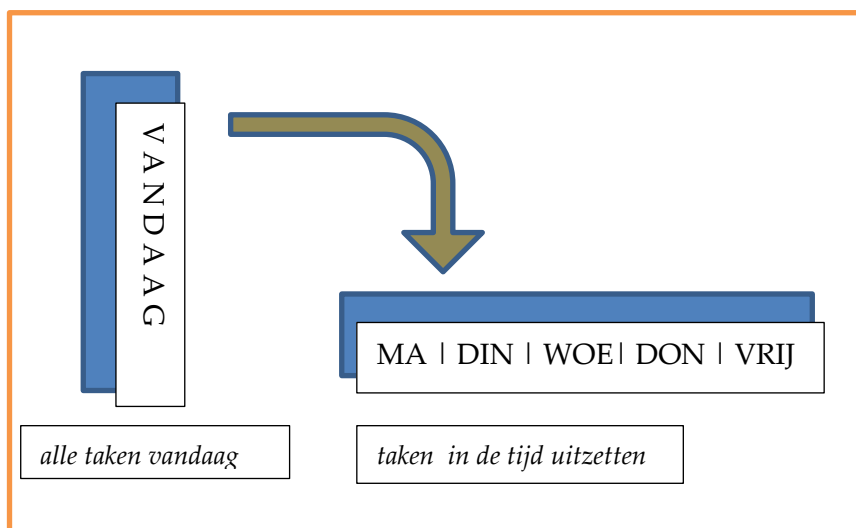 VANDAAG
MA | DIN | WOE| DON | VRIJ
alle taken vandaag
taken in de tijd uitzetten